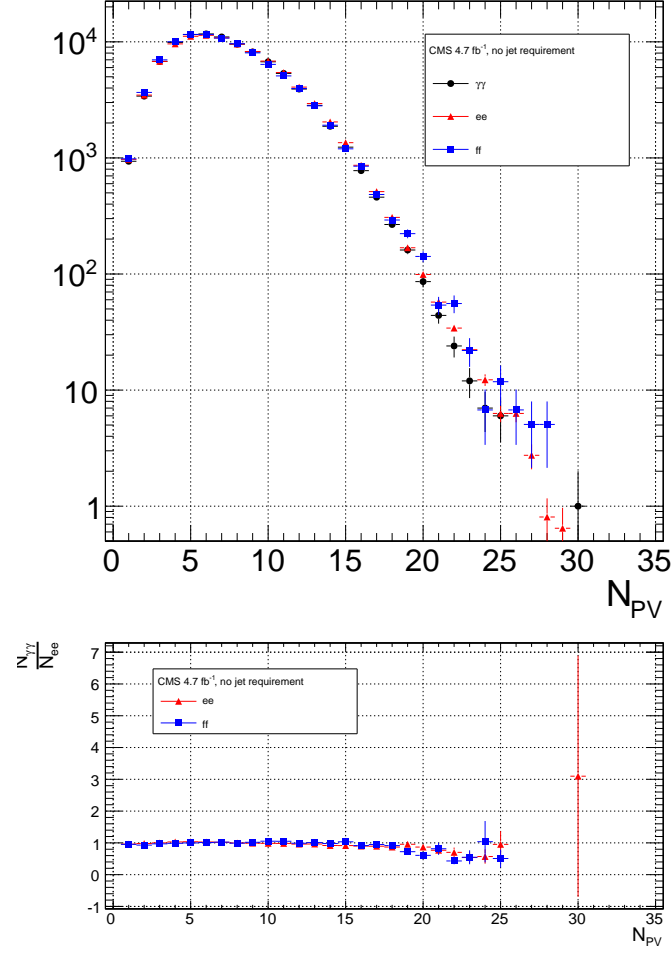 10⁴
CMS 4.7 fb⁻¹, no jet requirement
γγ
ee
ff
10³
10²
10
1
0 5 10 15 20 25 30 35
N_PV
N_γγ
N_ee
7
CMS 4.7 fb⁻¹, no jet requirement
6
ee
5
ff
4
3
2
1
0
-1
0 5 10 15 20 25 30 35
N_PV